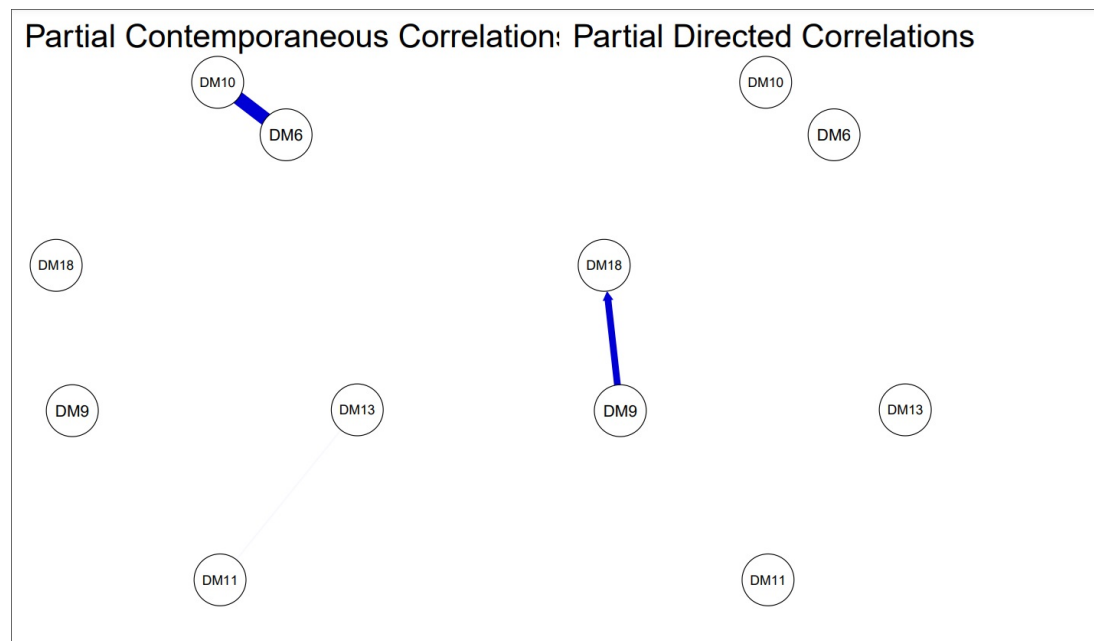 Partial Contemporaneous Correlations
DM10
DM6
DM18
DM9
DM13
DM11
Partial Directed Correlations
DM10
DM6
DM18
DM9
DM13
DM11